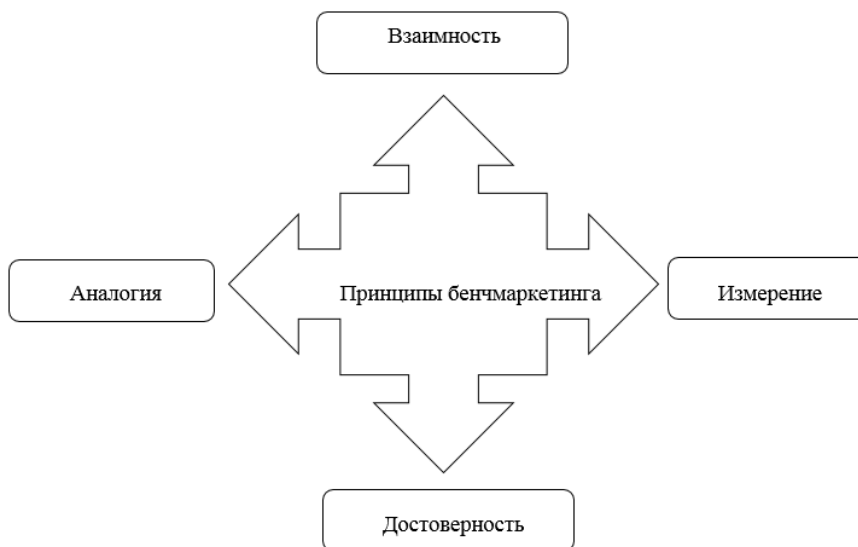 Взаимность
Аналогия
Принципы бенчмаркетинга
Измерение
Достоверность